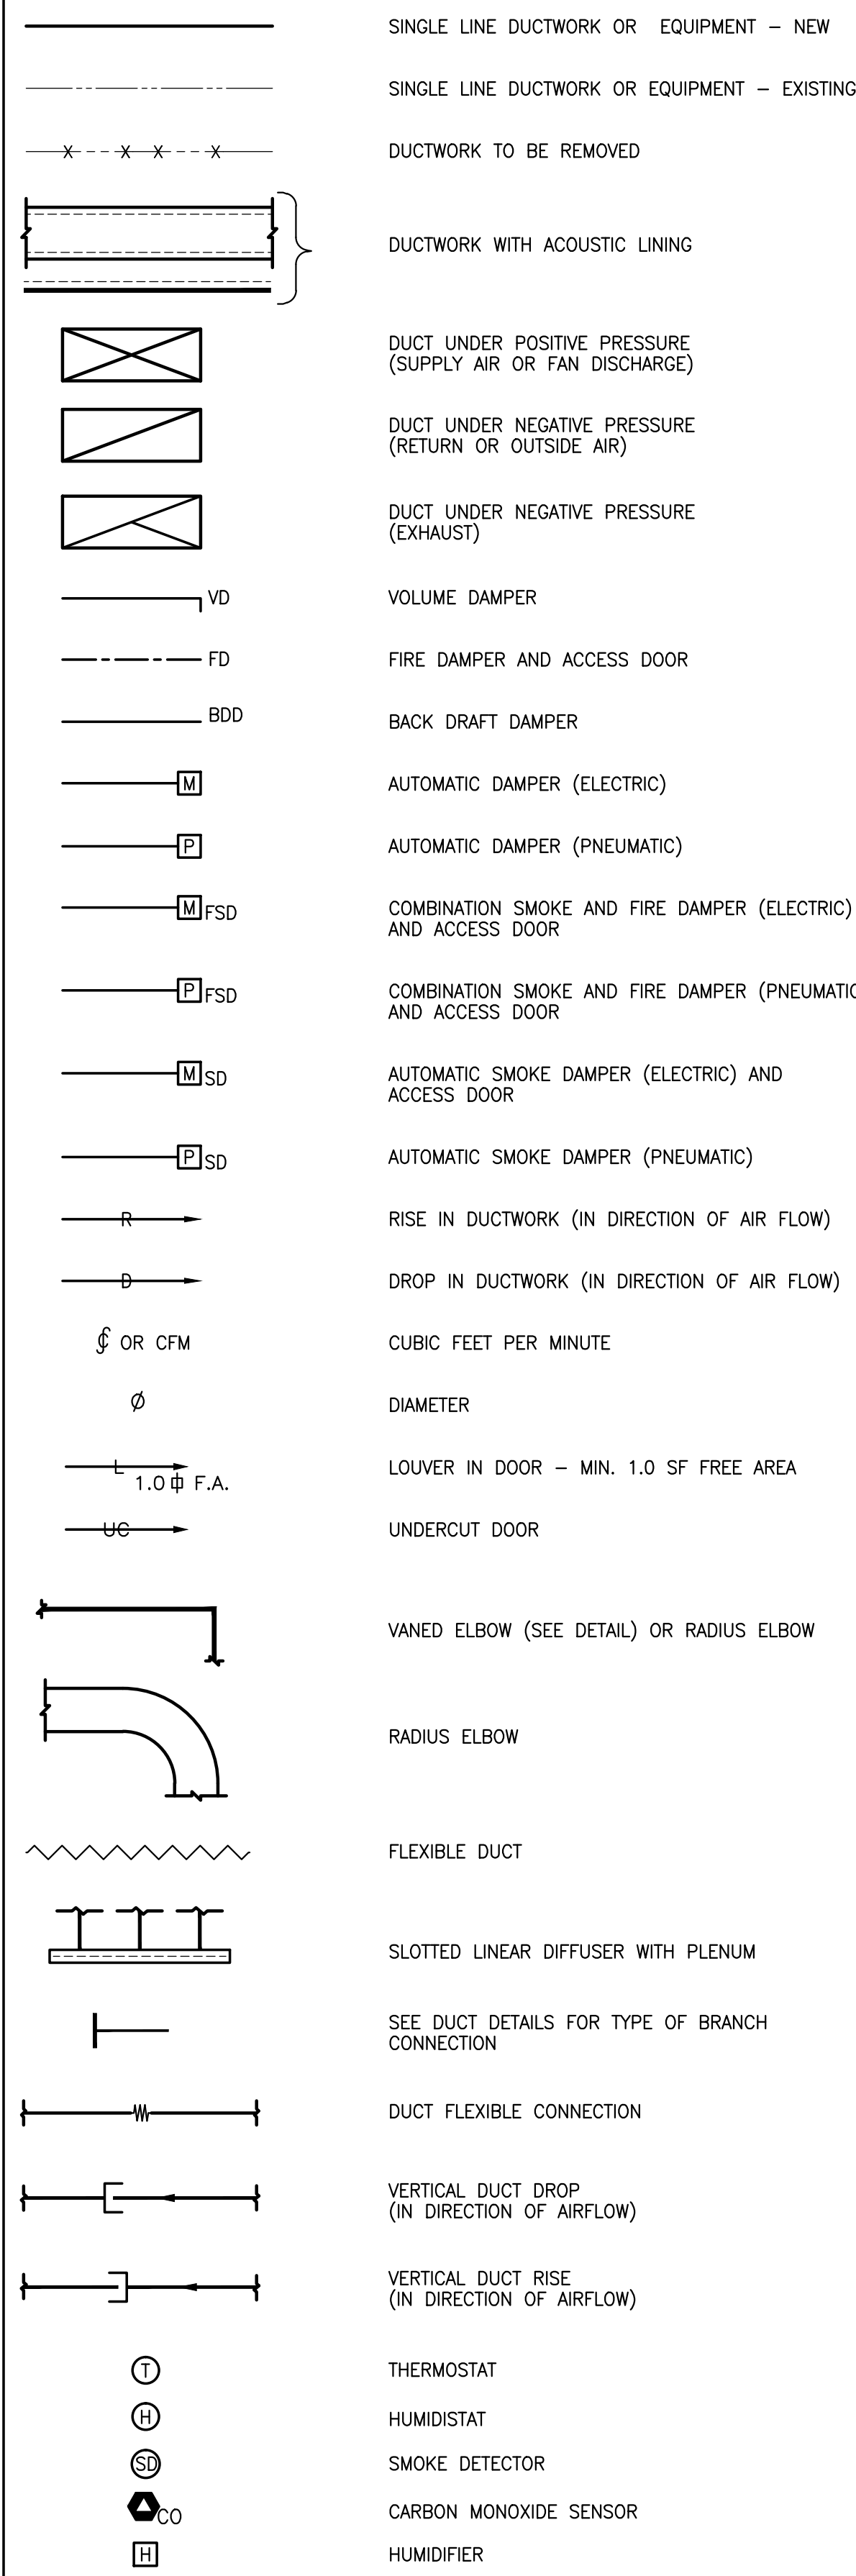 SINGLE LINE DUCTWORK OR EQUIPMENT – NEW
SINGLE LINE DUCTWORK OR EQUIPMENT – EXISTING
X X X X DUCTWORK TO BE REMOVED
DUCTWORK WITH ACOUSTIC LINING
DUCT UNDER POSITIVE PRESSURE
(SUPPLY AIR OR FAN DISCHARGE)
DUCT UNDER NEGATIVE PRESSURE
(RETURN OR OUTSIDE AIR)
DUCT UNDER NEGATIVE PRESSURE
(EXHAUST)
VD VOLUME DAMPER
FD FIRE DAMPER AND ACCESS DOOR
BDD BACK DRAFT DAMPER
M AUTOMATIC DAMPER (ELECTRIC)
P AUTOMATIC DAMPER (PNEUMATIC)
M FSD COMBINATION SMOKE AND FIRE DAMPER (ELECTRIC)
AND ACCESS DOOR
P FSD COMBINATION SMOKE AND FIRE DAMPER (PNEUMATIC
AND ACCESS DOOR
M SD AUTOMATIC SMOKE DAMPER (ELECTRIC) AND
ACCESS DOOR
P SD AUTOMATIC SMOKE DAMPER (PNEUMATIC)
R RISE IN DUCTWORK (IN DIRECTION OF AIR FLOW)
D DROP IN DUCTWORK (IN DIRECTION OF AIR FLOW)
OR CFM CUBIC FEET PER MINUTE
Ø DIAMETER
L LOUVER IN DOOR – MIN. 1.0 SF FREE AREA
1.0 F.A.
UC UNDERCUT DOOR
VANED ELBOW (SEE DETAIL) OR RADIUS ELBOW
RADIUS ELBOW
FLEXIBLE DUCT
SLOTTED LINEAR DIFFUSER WITH PLENUM
SEE DUCT DETAILS FOR TYPE OF BRANCH
CONNECTION
DUCT FLEXIBLE CONNECTION
VERTICAL DUCT DROP
(IN DIRECTION OF AIRFLOW)
VERTICAL DUCT RISE
(IN DIRECTION OF AIRFLOW)
T THERMOSTAT
H HUMIDISTAT
SD SMOKE DETECTOR
CO CARBON MONOXIDE SENSOR
H HUMIDIFIER